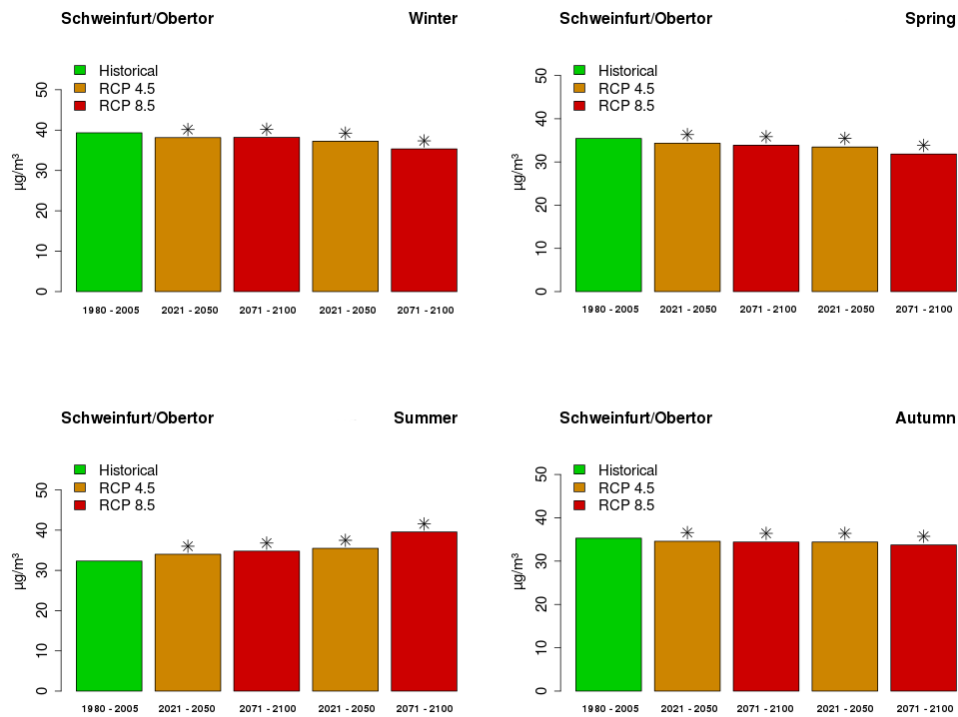 Schweinfurt/Obertor Winter
Historical
RCP 4.5
RCP 8.5
50
40
30
20
10
0
µg/m³
* * * *
1980 - 2005 2021 - 2050 2071 - 2100 2021 - 2050 2071 - 2100
Schweinfurt/Obertor Spring
Historical
RCP 4.5
RCP 8.5
50
40
30
20
10
0
µg/m³
* * * *
1980 - 2005 2021 - 2050 2071 - 2100 2021 - 2050 2071 - 2100
Schweinfurt/Obertor Summer
Historical
RCP 4.5
RCP 8.5
50
40
30
20
10
0
µg/m³
* * * *
1980 - 2005 2021 - 2050 2071 - 2100 2021 - 2050 2071 - 2100
Schweinfurt/Obertor Autumn
Historical
RCP 4.5
RCP 8.5
50
40
30
20
10
0
µg/m³
* * * *
1980 - 2005 2021 - 2050 2071 - 2100 2021 - 2050 2071 - 2100